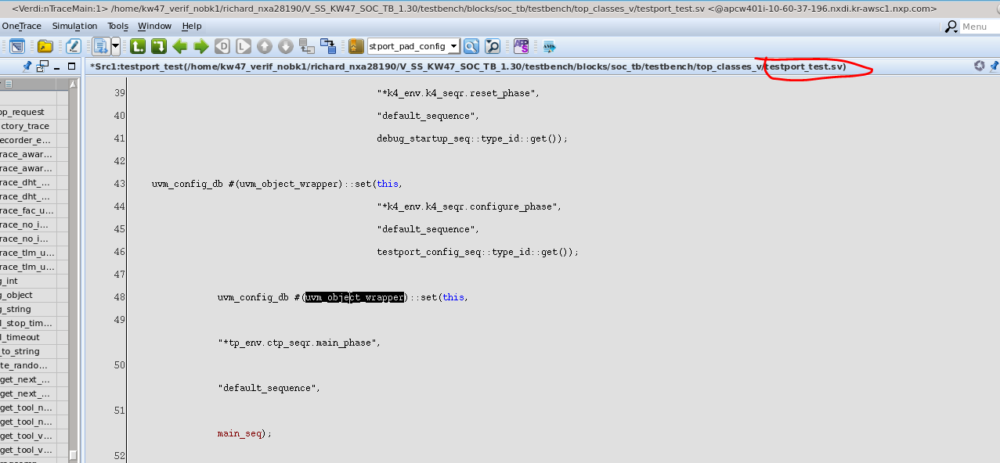 <Verdi:nTraceMain:1> /home/kw47_verif_nobk1/richard_nxa28190/V_SS_KW47_SOC_TB_1.30/testbench/blocks/soc_tb/testbench/top_classes_v/testport_test.sv <@apcw401i-10-60-37-196.nxdi.kr-awsc1.nxp.com>
OneTrace Simulation Tools Window Help
Menu
stport_pad_config
*Src1:testport_test(/home/kw47_verif_nobk1/richard_nxa28190/V_SS_KW47_SOC_TB_1.30/testbench/blocks/soc_tb/testbench/top_classes_v/testport_test.sv)
op_request
ctory_trace
ecorder_e...
race_awar...
race_awar...
race_dht_...
race_dht_...
race_fac_u...
race_no_i...
race_no_i...
race_tlm_u...
race_tlm_u...
g_int
g_object
g_string
l_stop_tim...
l_timeout
_to_string
te_rando...
get_next_...
get_next_...
get_tool_n...
get_tool_n...
get_tool_v...
get_tool_v...
39 "*k4_env.k4_seqr.reset_phase",
40 "default_sequence",
41 debug_startup_seq::type_id::get());
42
43 uvm_config_db #(uvm_object_wrapper)::set(this,
44 "*k4_env.k4_seqr.configure_phase",
45 "default_sequence",
46 testport_config_seq::type_id::get());
47
48 uvm_config_db #(uvm_object_wrapper)::set(this,
49
"*tp_env.ctp_seqr.main_phase",
50
"default_sequence",
51
main_seq);
52